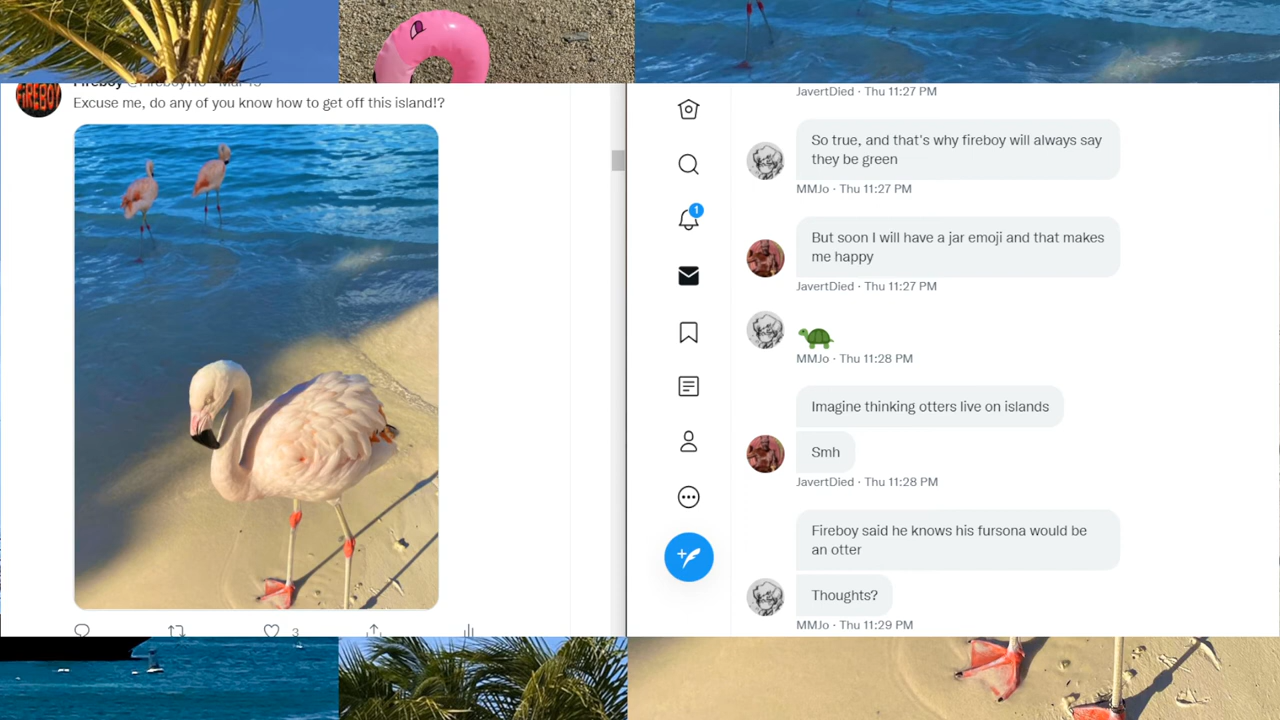 FIREBOY
Excuse me, do any of you know how to get off this island!?
3
1
JavertDied · Thu 11:27 PM
So true, and that's why fireboy will always say
they be green
MMJo · Thu 11:27 PM
But soon I will have a jar emoji and that makes
me happy
JavertDied · Thu 11:27 PM
MMJo · Thu 11:28 PM
Imagine thinking otters live on islands
Smh
JavertDied · Thu 11:28 PM
Fireboy said he knows his fursona would be
an otter
Thoughts?
MMJo · Thu 11:29 PM